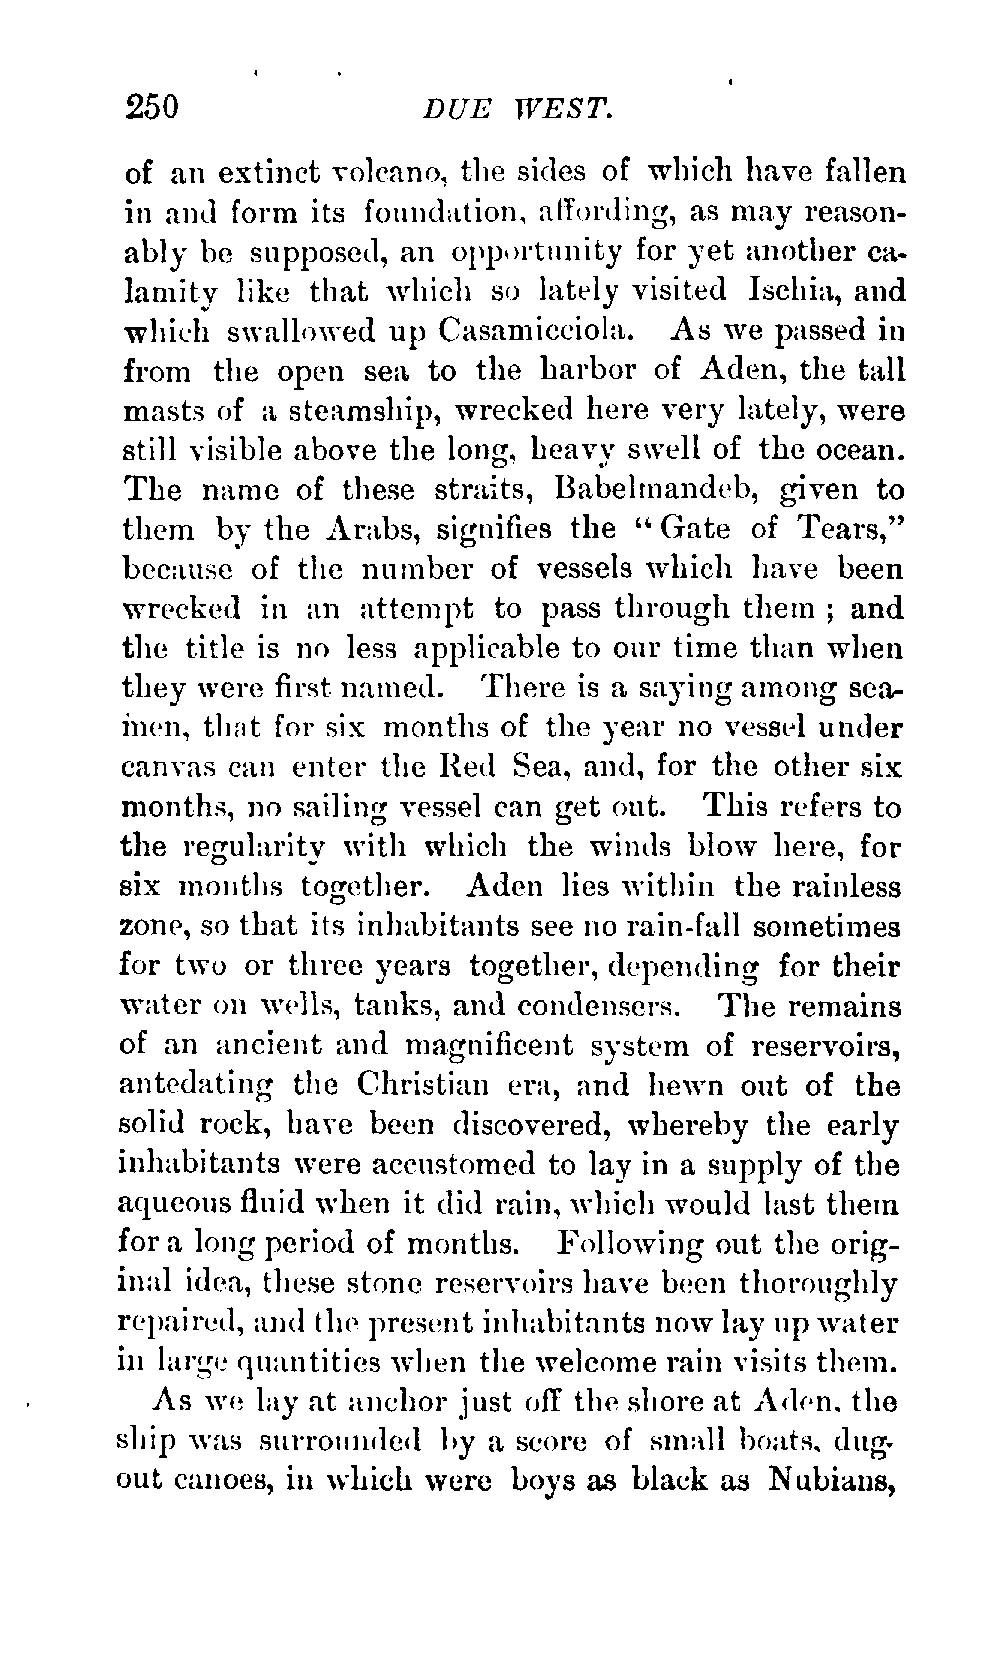 250 DUE WEST.
of an extinct volcano, the sides of which have fallen
in and form its foundation, affording, as may reason-
ably be supposed, an opportunity for yet another ca-
lamity like that which so lately visited Ischia, and
which swallowed up Casamicciola. As we passed in
from the open sea to the harbor of Aden, the tall
masts of a steamship, wrecked here very lately, were
still visible above the long, heavy swell of the ocean.
The name of these straits, Babelmandeb, given to
them by the Arabs, signifies the "Gate of Tears,"
because of the number of vessels which have been
wrecked in an attempt to pass through them ; and
the title is no less applicable to our time than when
they were first named. There is a saying among sea-
men, that for six months of the year no vessel under
canvas can enter the Red Sea, and, for the other six
months, no sailing vessel can get out. This refers to
the regularity with which the winds blow here, for
six months together. Aden lies within the rainless
zone, so that its inhabitants see no rain-fall sometimes
for two or three years together, depending for their
water on wells, tanks, and condensers. The remains
of an ancient and magnificent system of reservoirs,
antedating the Christian era, and hewn out of the
solid rock, have been discovered, whereby the early
inhabitants were accustomed to lay in a supply of the
aqueous fluid when it did rain, which would last them
for a long period of months. Following out the orig-
inal idea, these stone reservoirs have been thoroughly
repaired, and the present inhabitants now lay up water
in large quantities when the welcome rain visits them.
As we lay at anchor just off the shore at Aden, the
ship was surrounded by a score of small boats, dug-
out canoes, in which were boys as black as Nubians,